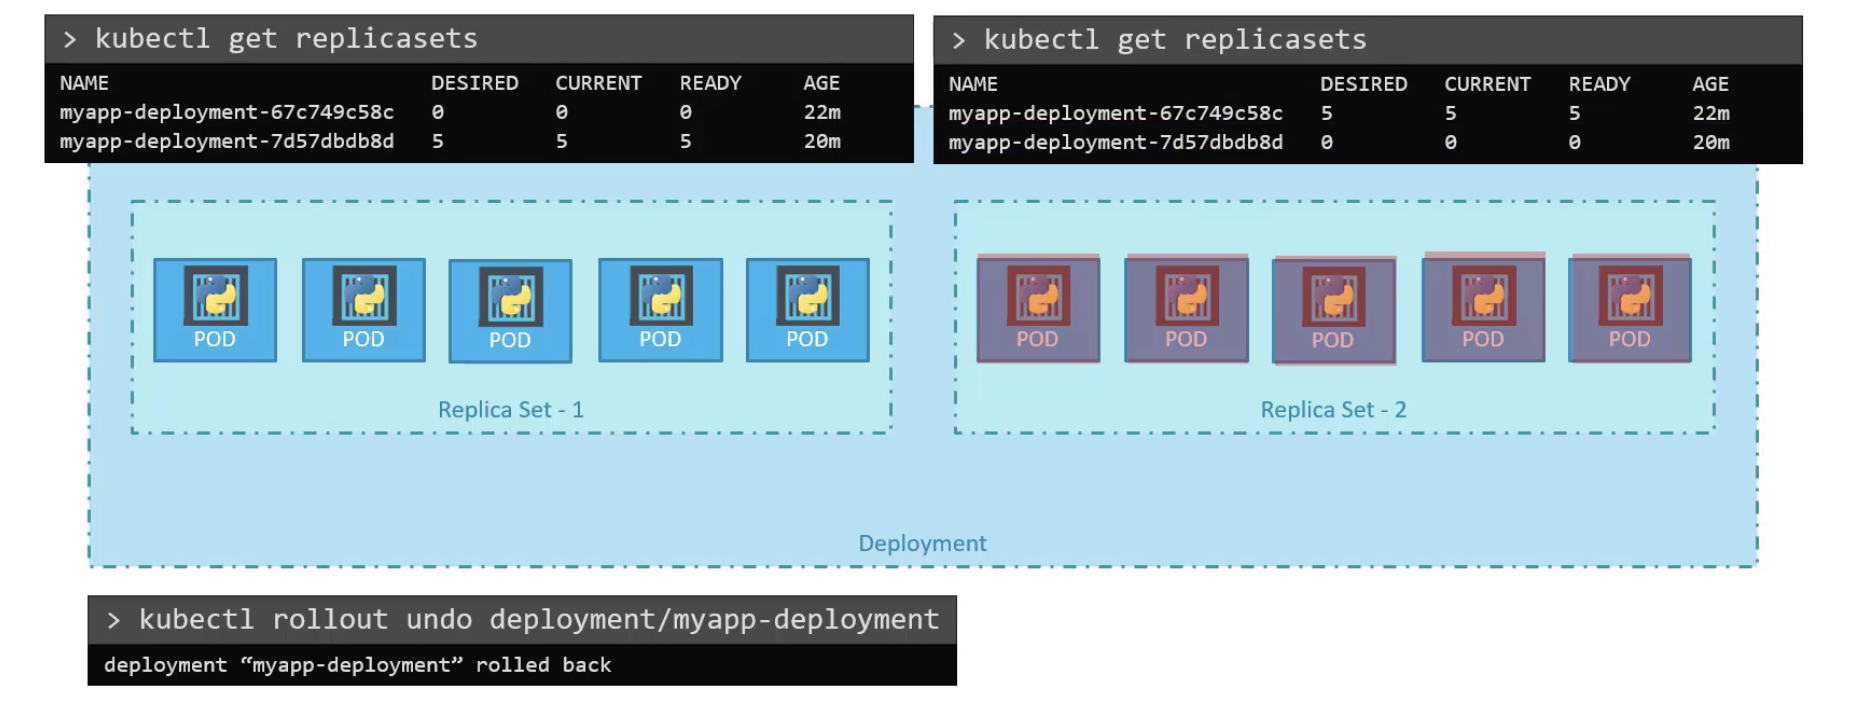 > kubectl get replicasets
NAME DESIRED CURRENT READY AGE
myapp-deployment-67c749c58c 0 0 0 22m
myapp-deployment-7d57dbdb8d 5 5 5 20m
> kubectl get replicasets
NAME DESIRED CURRENT READY AGE
myapp-deployment-67c749c58c 5 5 5 22m
myapp-deployment-7d57dbdb8d 0 0 0 20m
POD POD POD POD POD
Replica Set - 1
POD POD POD POD POD
Replica Set - 2
Deployment
> kubectl rollout undo deployment/myapp-deployment
deployment “myapp-deployment” rolled back